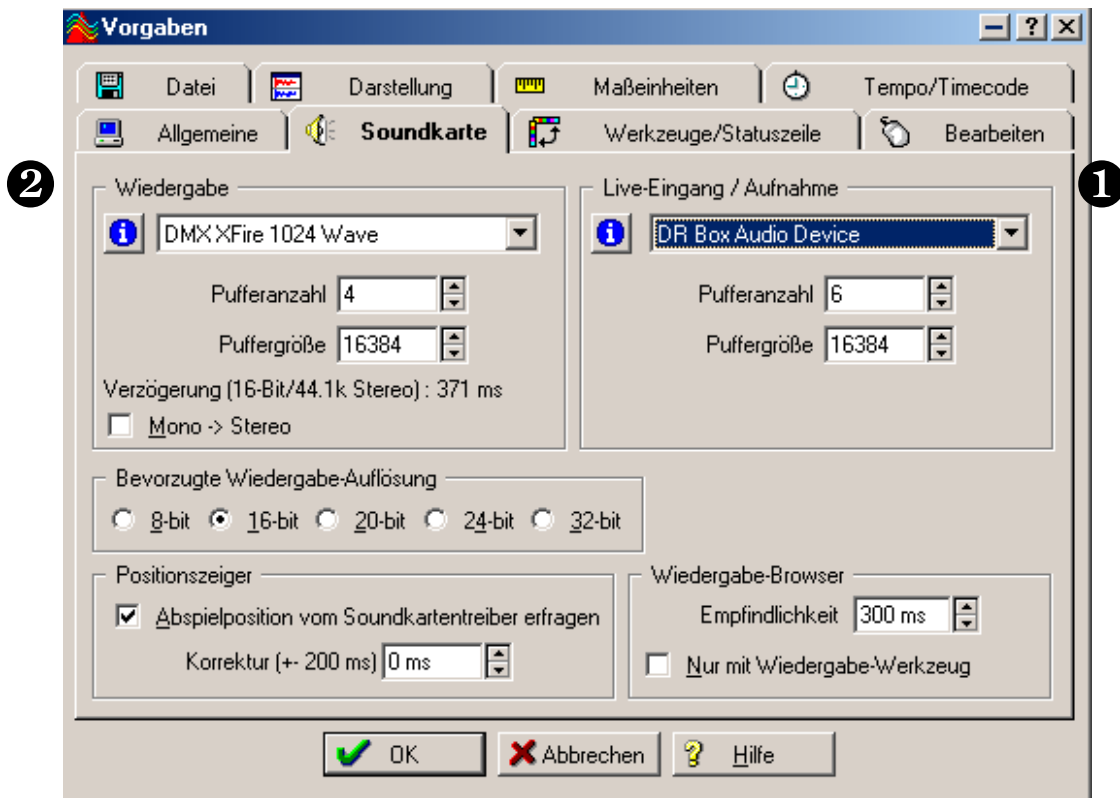 Vorgaben
Datei Darstellung Maßeinheiten Tempo/Timecode
Allgemeine Soundkarte Werkzeuge/Statuszeile Bearbeiten
2
Wiedergabe
DMX XFire 1024 Wave
Pufferanzahl 4
Puffergröße 16384
Verzögerung (16-Bit/44.1k Stereo) : 371 ms
Mono -> Stereo
1
Live-Eingang / Aufnahme
DR Box Audio Device
Pufferanzahl 6
Puffergröße 16384
Bevorzugte Wiedergabe-Auflösung
8-bit 16-bit 20-bit 24-bit 32-bit
Positionszeiger
Abspielposition vom Soundkartentreiber erfragen
Korrektur (+- 200 ms) 0 ms
Wiedergabe-Browser
Empfindlichkeit 300 ms
Nur mit Wiedergabe-Werkzeug
OK Abbrechen Hilfe